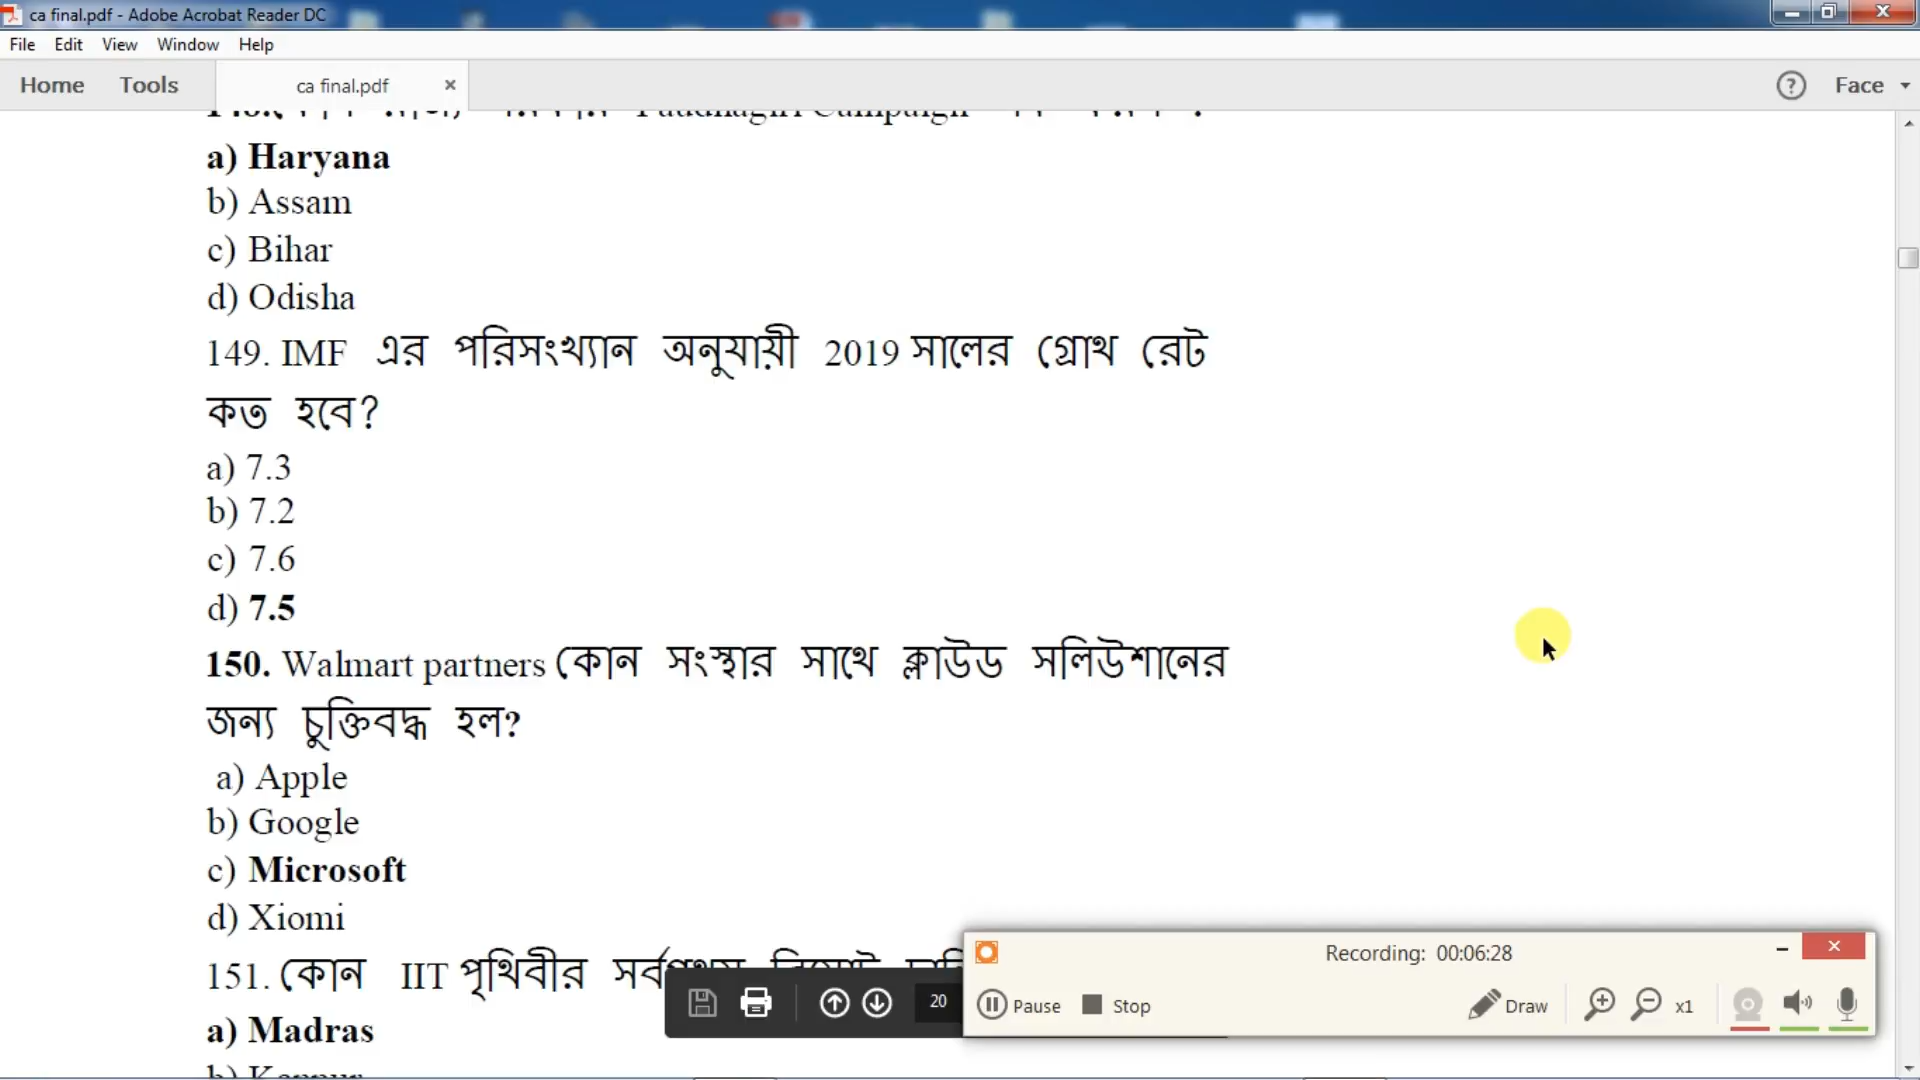 ca final.pdf - Adobe Acrobat Reader DC
File Edit View Window Help
Home Tools ca final.pdf Face
Campaign
a) Haryana
b) Assam
c) Bihar
d) Odisha
149. IMF এর পরিসংখ্যান অনুযায়ী 2019 সালের গ্রোথ রেট
কত হবে?
a) 7.3
b) 7.2
c) 7.6
d) 7.5
150. Walmart partners কোন সংস্থার সাথে ক্লাউড সলিউশানের
জন্য চুক্তিবদ্ধ হল?
a) Apple
b) Google
c) Microsoft
d) Xiomi
151. কোন IIT পৃথিবীর
a) Madras
20
Recording: 00:06:28
Pause Stop Draw x1